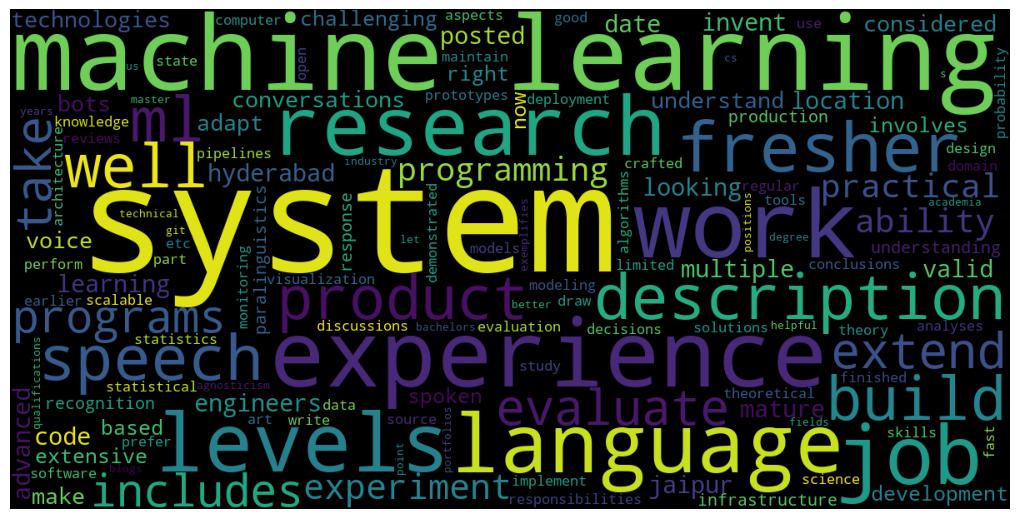 technologies computer challenging aspects good date invent use considered
machine learning
us state open posted maintain right cs s probability
years bots master conversations prototypes deployment now understand location
knowledge reviews ml adapt research production involves
take architecture well pipelines industry programming crafted fresher design domain
hyderabad looking regular practical academia
system
technical git etc voice part perform
paralinguistics response let demonstrated models exemplifies algorithms work positions tools degree ability understanding
learning monitoring visualization modeling limited multiple conclusions valid
earlier scalable product better draw description
programs statistics discussions bachelors evaluation decisions solutions helpful theory analyses
speech experience study extend
qualifications statistical agnosticism spoken theoretical finished
advanced recognition engineers data evaluate mature build
code based art write source portfolios fields skills fast
extensive levels language job
software blogs point implement science
make includes experiment responsibilities jaipur infrastructure development
prefer